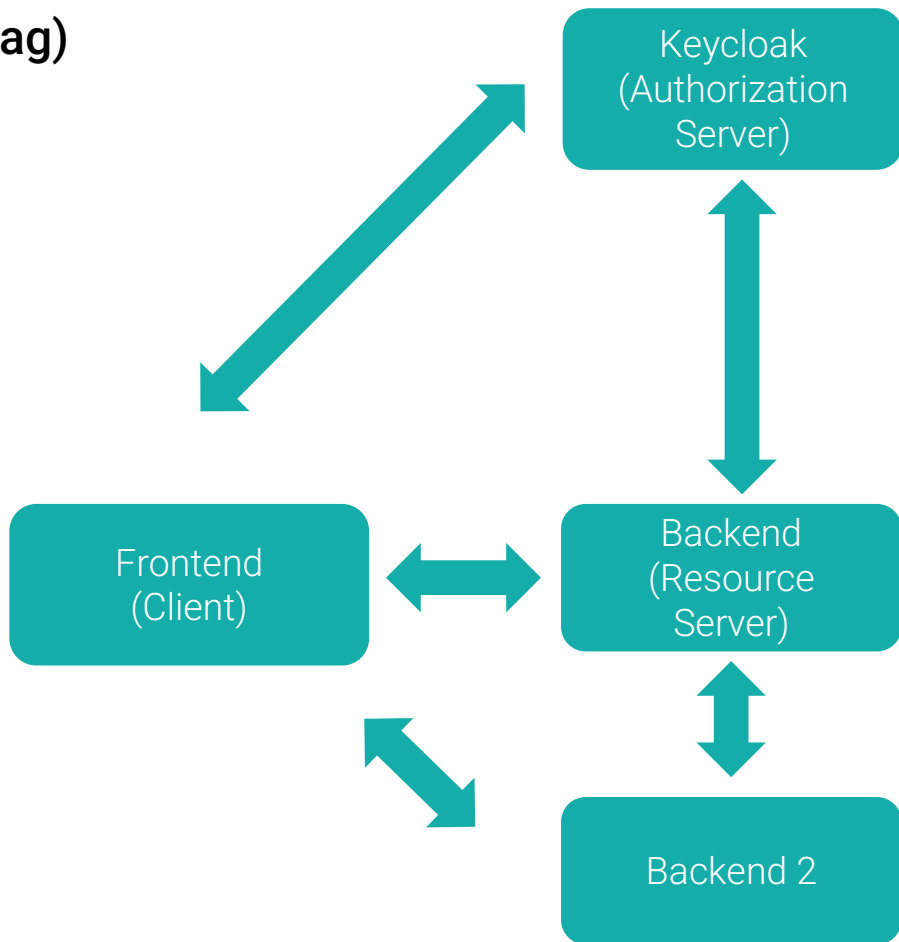 ag)
Keycloak
(Authorization
Server)
Frontend
(Client)
Backend
(Resource
Server)
Backend 2